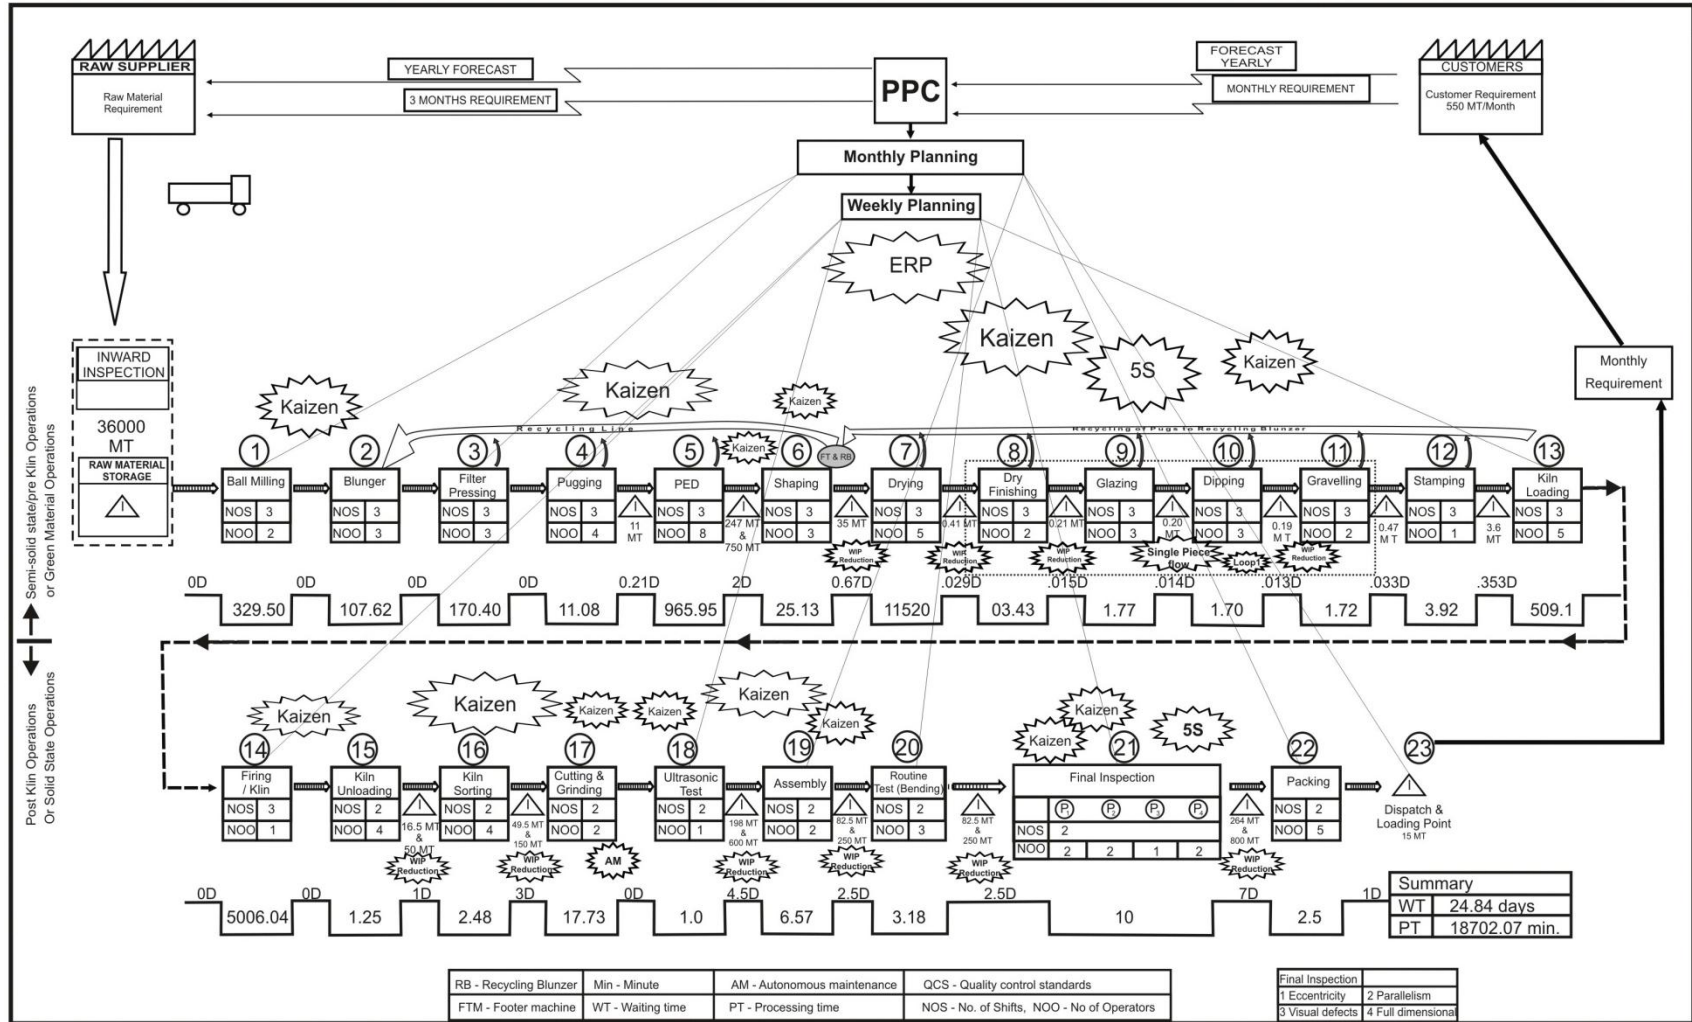 RAW SUPPLIER
Raw Material
Requirement
YEARLY FORECAST
3 MONTHS REQUIREMENT
PPC
FORECAST
YEARLY
MONTHLY REQUIREMENT
CUSTOMERS
Customer Requirement
550 MT/Month
Monthly Planning
Weekly Planning
ERP
Kaizen
Kaizen
Kaizen
Kaizen
Kaizen
5S
Kaizen
Monthly
Requirement
INWARD
INSPECTION
36000
MT
RAW MATERIAL
STORAGE
I
Semi-solid state/pre Klin Operations
or Green Material Operations
Recycling Line
FT & RB
Recycling of Pugs to Recycling Blunzer
1 2 3 4 5 6 7 8 9 10 11 12 13
Ball Milling
NOS 3
NOO 2
Blunger
NOS 3
NOO 3
Filter
Pressing
NOS 3
NOO 3
Pugging
NOS 3
NOO 4
I
11
MT
PED
NOS 3
NOO 8
I
247 MT
&
750 MT
Shaping
NOS 3
NOO 3
I
35 MT
WIP
Reduction
Drying
NOS 3
NOO 5
I
0.41 MT
WIP
Reduction
Dry
Finishing
NOS 3
NOO 2
I
0.21 MT
WIP
Reduction
Glazing
NOS 3
NOO 3
I
0.20
MT
Single Piece
flow
Dipping
NOS 3
NOO 3
Loop1
I
0.19
M T
WIP
Reduction
Gravelling
NOS 3
NOO 2
I
0.47
M T
Stamping
NOS 3
NOO 1
I
3.6
MT
Kiln
Loading
NOS 3
NOO 5
0D 0D 0D 0D 0.21D 2D 0.67D .029D .015D .014D .013D .033D .353D
329.50 107.62 170.40 11.08 965.95 25.13 11520 03.43 1.77 1.70 1.72 3.92 509.1
Post Kiln Operations
Or Solid State Operations
Kaizen
Kaizen
Kaizen
Kaizen
Kaizen
Kaizen
Kaizen
Kaizen
5S
14 15 16 17 18 19 20 21 22 23
Firing
/ Klin
NOS 3
NOO 1
Kiln
Unloading
NOS 2
NOO 4
I
16.5 MT
&
50 MT
WIP
Reduction
Kiln
Sorting
NOS 2
NOO 4
I
49.5 MT
&
150 MT
WIP
Reduction
Cutting &
Grinding
NOS 2
NOO 2
AM
Ultrasonic
Test
NOS 2
NOO 1
I
198 MT
&
600 MT
WIP
Reduction
Assembly
NOS 2
NOO 2
I
82.5 MT
&
250 MT
WIP
Reduction
Routine
Test (Bending)
NOS 2
NOO 3
I
82.5 MT
&
250 MT
WIP
Reduction
Final Inspection
P1 P2 P3 P4
NOS 2
NOO 2 2 1 2
I
264 MT
&
800 MT
WIP
Reduction
Packing
NOS 2
NOO 5
I
Dispatch &
Loading Point
15 MT
0D 0D 1D 3D 0D 4.5D 2.5D 2.5D 7D 1D
5006.04 1.25 2.48 17.73 1.0 6.57 3.18 10 2.5
Summary
WT 24.84 days
PT 18702.07 min.
RB - Recycling Blunzer Min - Minute AM - Autonomous maintenance QCS - Quality control standards
FTM - Footer machine WT - Waiting time PT - Processing time NOS - No. of Shifts, NOO - No of Operators
Final Inspection
1 Eccentricity 2 Parallelism
3 Visual defects 4 Full dimensional